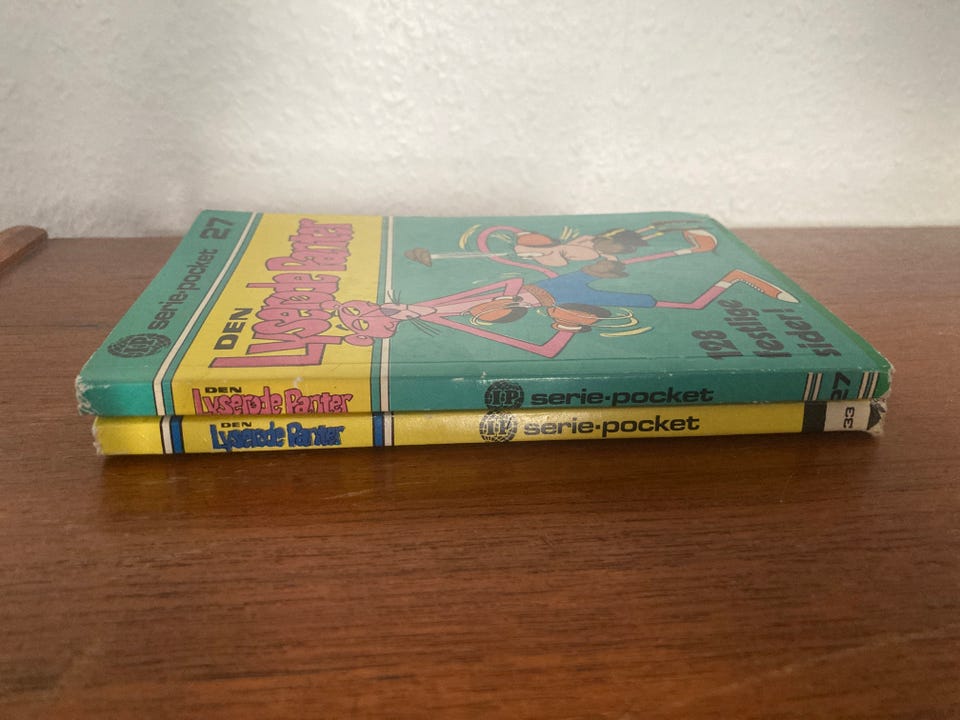 I.P.
serie·pocket 27
DEN
Lyserøde Panter
128
festlige
sider!
DEN
Lyserøde Panter
I.P. serie·pocket
27
DEN
Lyserøde Panter
I.P. serie·pocket
33